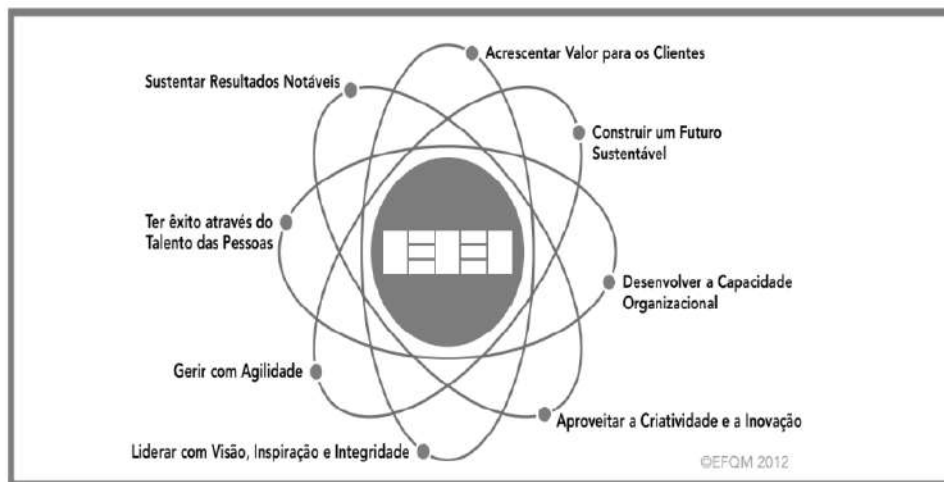 Acrescentar Valor para os Clientes
Sustentar Resultados Notáveis
Construir um Futuro
Sustentável
Ter êxito através do
Talento das Pessoas
Desenvolver a Capacidade
Organizacional
Gerir com Agilidade
Aproveitar a Criatividade e a Inovação
Liderar com Visão, Inspiração e Integridade
©EFQM 2012